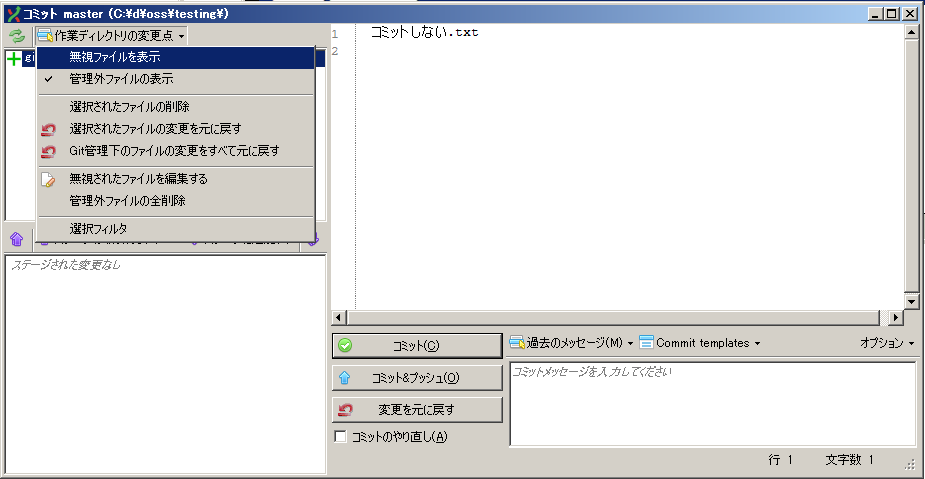 コミット master (C:¥d¥oss¥testing¥)
作業ディレクトリの変更点
無視ファイルを表示
管理外ファイルの表示
選択されたファイルの削除
選択されたファイルの変更を元に戻す
Git管理下のファイルの変更をすべて元に戻す
無視されたファイルを編集する
管理外ファイルの全削除
選択フィルタ
ステージされた変更なし
1 コミットしない.txt
2
コミット(C)
コミット&プッシュ(O)
変更を元に戻す
コミットのやり直し(A)
過去のメッセージ(M) Commit templates オプション
コミットメッセージを入力してください
行 1 文字数 1